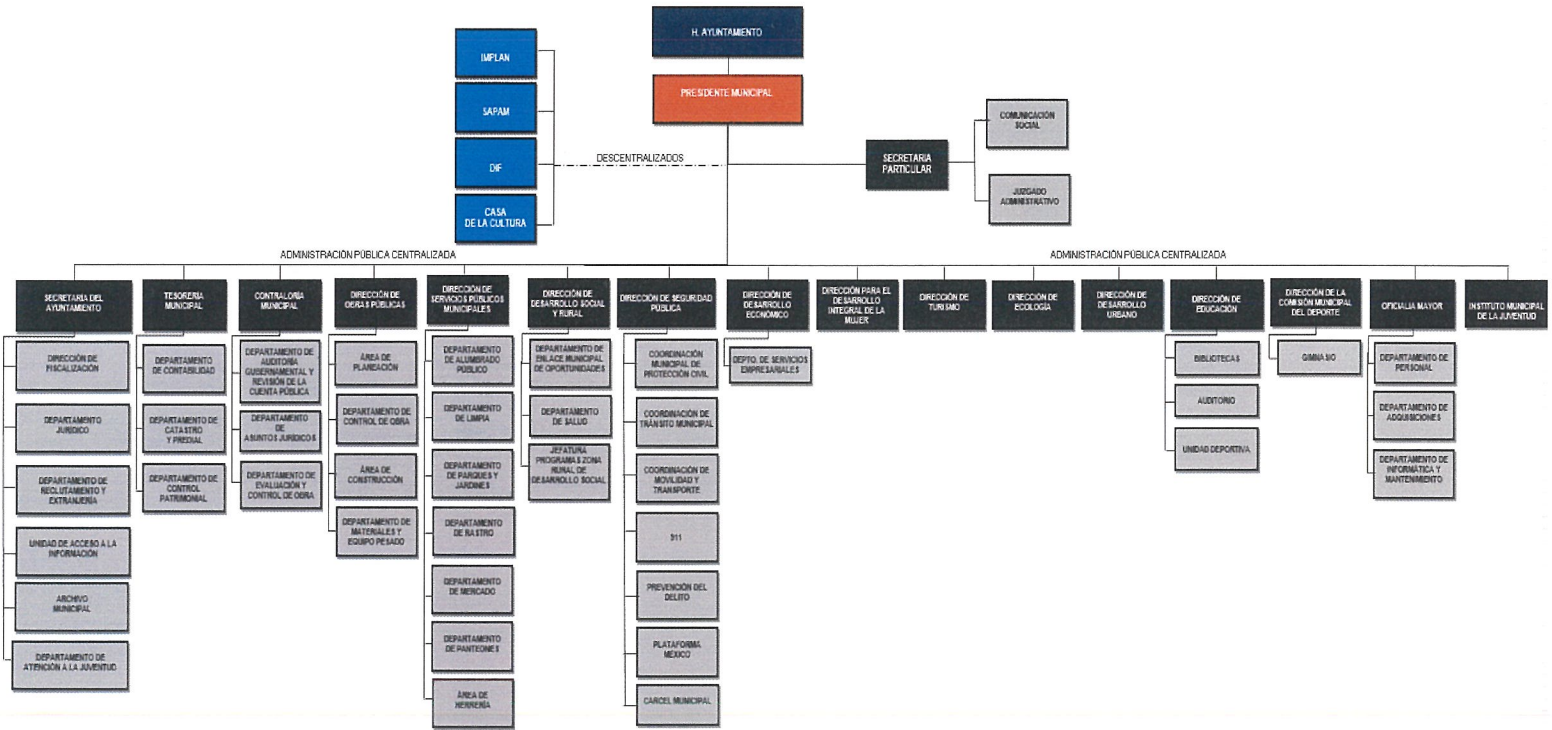 H. AYUNTAMIENTO
PRESIDENTE MUNICIPAL
IMPLAN
SAPAM
DIF
CASA
DE LA CULTURA
DESCENTRALIZADOS
SECRETARIA
PARTICULAR
COMUNICACIÓN
SOCIAL
JUZGADO
ADMINISTRATIVO
ADMINISTRACIÓN PÚBLICA CENTRALIZADA
ADMINISTRACIÓN PÚBLICA CENTRALIZADA
SECRETARÍA DEL
AYUNTAMIENTO
DIRECCIÓN DE
FISCALIZACIÓN
DEPARTAMENTO
JURÍDICO
DEPARTAMENTO DE
RECLUTAMIENTO Y
EXTRANJERÍA
UNIDAD DE ACCESO A LA
INFORMACIÓN
ARCHIVO
MUNICIPAL
DEPARTAMENTO DE
ATENCIÓN A LA JUVENTUD
TESORERÍA
MUNICIPAL
DEPARTAMENTO
DE CONTABILIDAD
DEPARTAMENTO DE
CATASTRO
Y PREDIAL
DEPARTAMENTO DE
CONTROL
PATRIMONIAL
CONTRALORÍA
MUNICIPAL
DEPARTAMENTO DE
AUDITORÍA
GUBERNAMENTAL Y
REVISIÓN DE LA
CUENTA PÚBLICA
DEPARTAMENTO
DE
ASUNTOS JURÍDICOS
DEPARTAMENTO DE
EVALUACIÓN Y
CONTROL DE OBRA
DIRECCIÓN DE
OBRAS PÚBLICAS
ÁREA DE
PLANEACIÓN
DEPARTAMENTO DE
CONTROL DE OBRA
ÁREA DE
CONSTRUCCIÓN
DEPARTAMENTO DE
MATERIALES Y
EQUIPO PESADO
DIRECCIÓN DE
SERVICIOS PÚBLICOS
MUNICIPALES
DEPARTAMENTO
DE ALUMBRADO
PÚBLICO
DEPARTAMENTO
DE LIMPIA
DEPARTAMENTO
DE PARQUES Y
JARDINES
DEPARTAMENTO
DE RASTRO
DEPARTAMENTO
DE MERCADO
DEPARTAMENTO
DE PANTEONES
ÁREA DE
HERRERÍA
DIRECCIÓN DE
DESARROLLO SOCIAL
Y RURAL
DEPARTAMENTO DE
ENLACE MUNICIPAL
DE OPORTUNIDADES
DEPARTAMENTO
DE SALUD
JEFATURA
PROGRAMAS ZONA
RURAL DE
DESARROLLO SOCIAL
DIRECCIÓN DE SEGURIDAD
PÚBLICA
COORDINACIÓN
MUNICIPAL DE
PROTECCIÓN CIVIL
COORDINACIÓN DE
TRÁNSITO MUNICIPAL
COORDINACIÓN DE
MOVILIDAD Y
TRANSPORTE
911
PREVENCIÓN DEL
DELITO
PLATAFORMA
MÉXICO
CARCEL MUNICIPAL
DIRECCIÓN DE
DESARROLLO
ECONÓMICO
DEPTO. DE SERVICIOS
EMPRESARIALES
DIRECCIÓN PARA EL
DESARROLLO
INTEGRAL DE LA
MUJER
DIRECCIÓN DE
TURISMO
DIRECCIÓN DE
ECOLOGÍA
DIRECCIÓN DE
DESARROLLO
URBANO
DIRECCIÓN DE
EDUCACIÓN
BIBLIOTECAS
AUDITORIO
UNIDAD DEPORTIVA
DIRECCIÓN DE LA
COMISIÓN MUNICIPAL
DEL DEPORTE
GIMNASIO
OFICIALIA MAYOR
DEPARTAMENTO DE
PERSONAL
DEPARTAMENTO DE
ADQUISICIONES
DEPARTAMENTO DE
INFORMÁTICA Y
MANTENIMIENTO
INSTITUTO MUNICIPAL
DE LA JUVENTUD